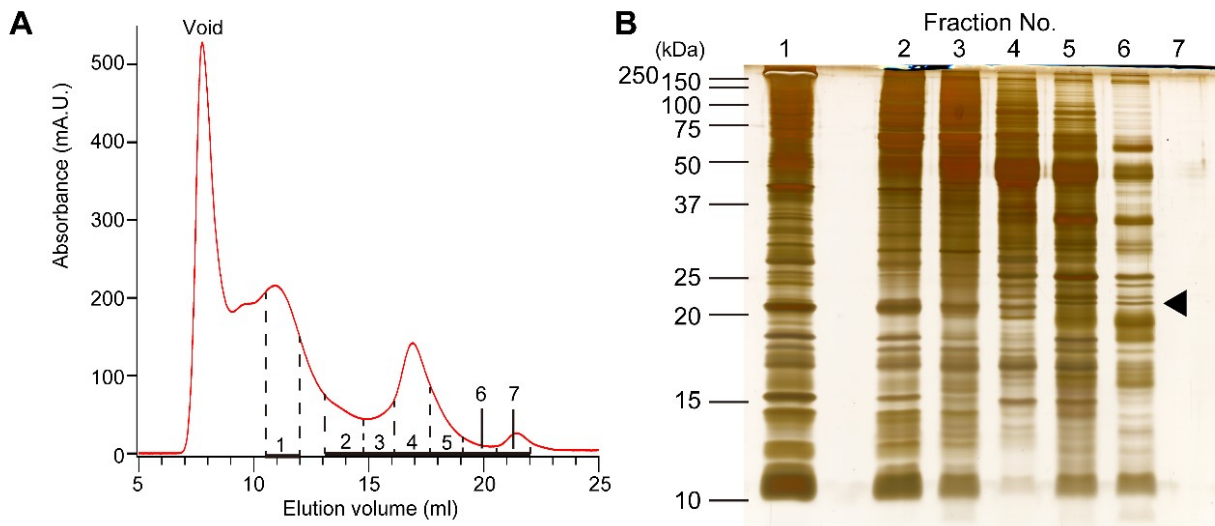 A
Void
500
400
300
200
100
0
Absorbance (mA.U.)
1 2 3 4 5 6 7
5 10 15 20 25
Elution volume (ml)
B
Fraction No.
(kDa) 1 2 3 4 5 6 7
250
150
100
75
50
37
25
20
15
10